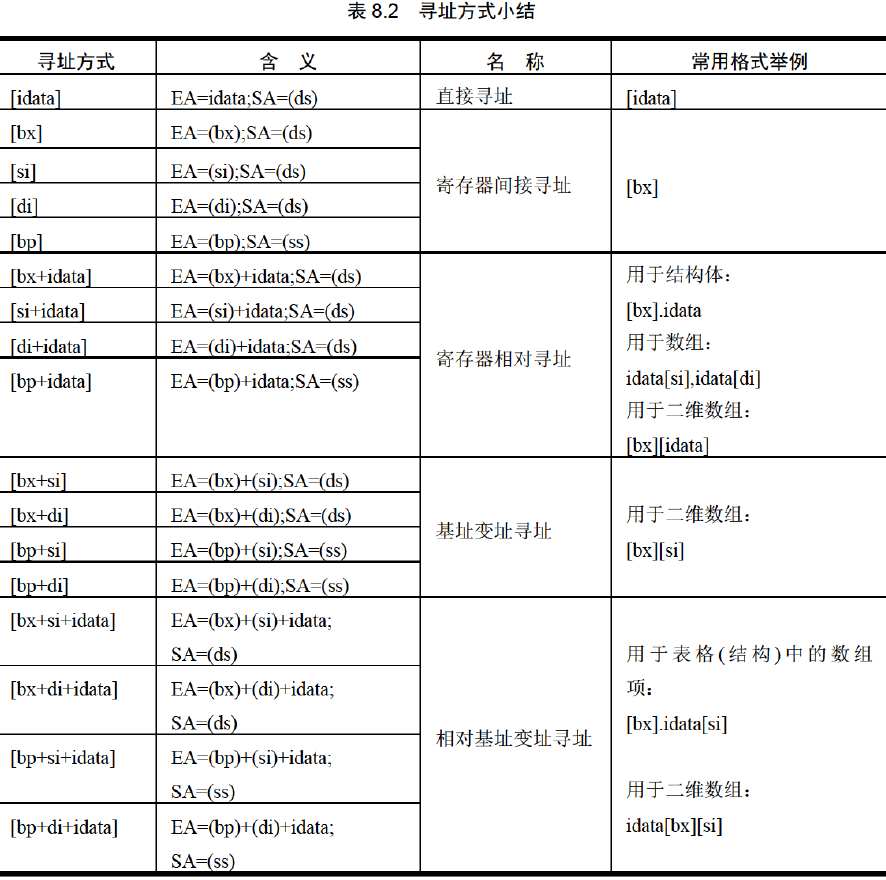 表 8.2 寻址方式小结
寻址方式 含 义 名 称 常用格式举例
[idata] EA=idata;SA=(ds) 直接寻址 [idata]
[bx] EA=(bx);SA=(ds)
[si] EA=(si);SA=(ds)
寄存器间接寻址 [bx]
[di] EA=(di);SA=(ds)
[bp] EA=(bp);SA=(ss)
[bx+idata] EA=(bx)+idata;SA=(ds) 用于结构体：
[si+idata] EA=(si)+idata;SA=(ds) [bx].idata
[di+idata] EA=(di)+idata;SA=(ds) 用于数组：
寄存器相对寻址
[bp+idata] EA=(bp)+idata;SA=(ss) idata[si],idata[di]
用于二维数组：
[bx][idata]
[bx+si] EA=(bx)+(si);SA=(ds)
[bx+di] EA=(bx)+(di);SA=(ds) 用于二维数组：
基址变址寻址
[bp+si] EA=(bp)+(si);SA=(ss) [bx][si]
[bp+di] EA=(bp)+(di);SA=(ss)
[bx+si+idata] EA=(bx)+(si)+idata;
SA=(ds) 用于表格(结构)中的数组
[bx+di+idata] EA=(bx)+(di)+idata; 项：
SA=(ds) [bx].idata[si]
相对基址变址寻址
[bp+si+idata] EA=(bp)+(si)+idata;
SA=(ss) 用于二维数组：
[bp+di+idata] EA=(bp)+(di)+idata; idata[bx][si]
SA=(ss)